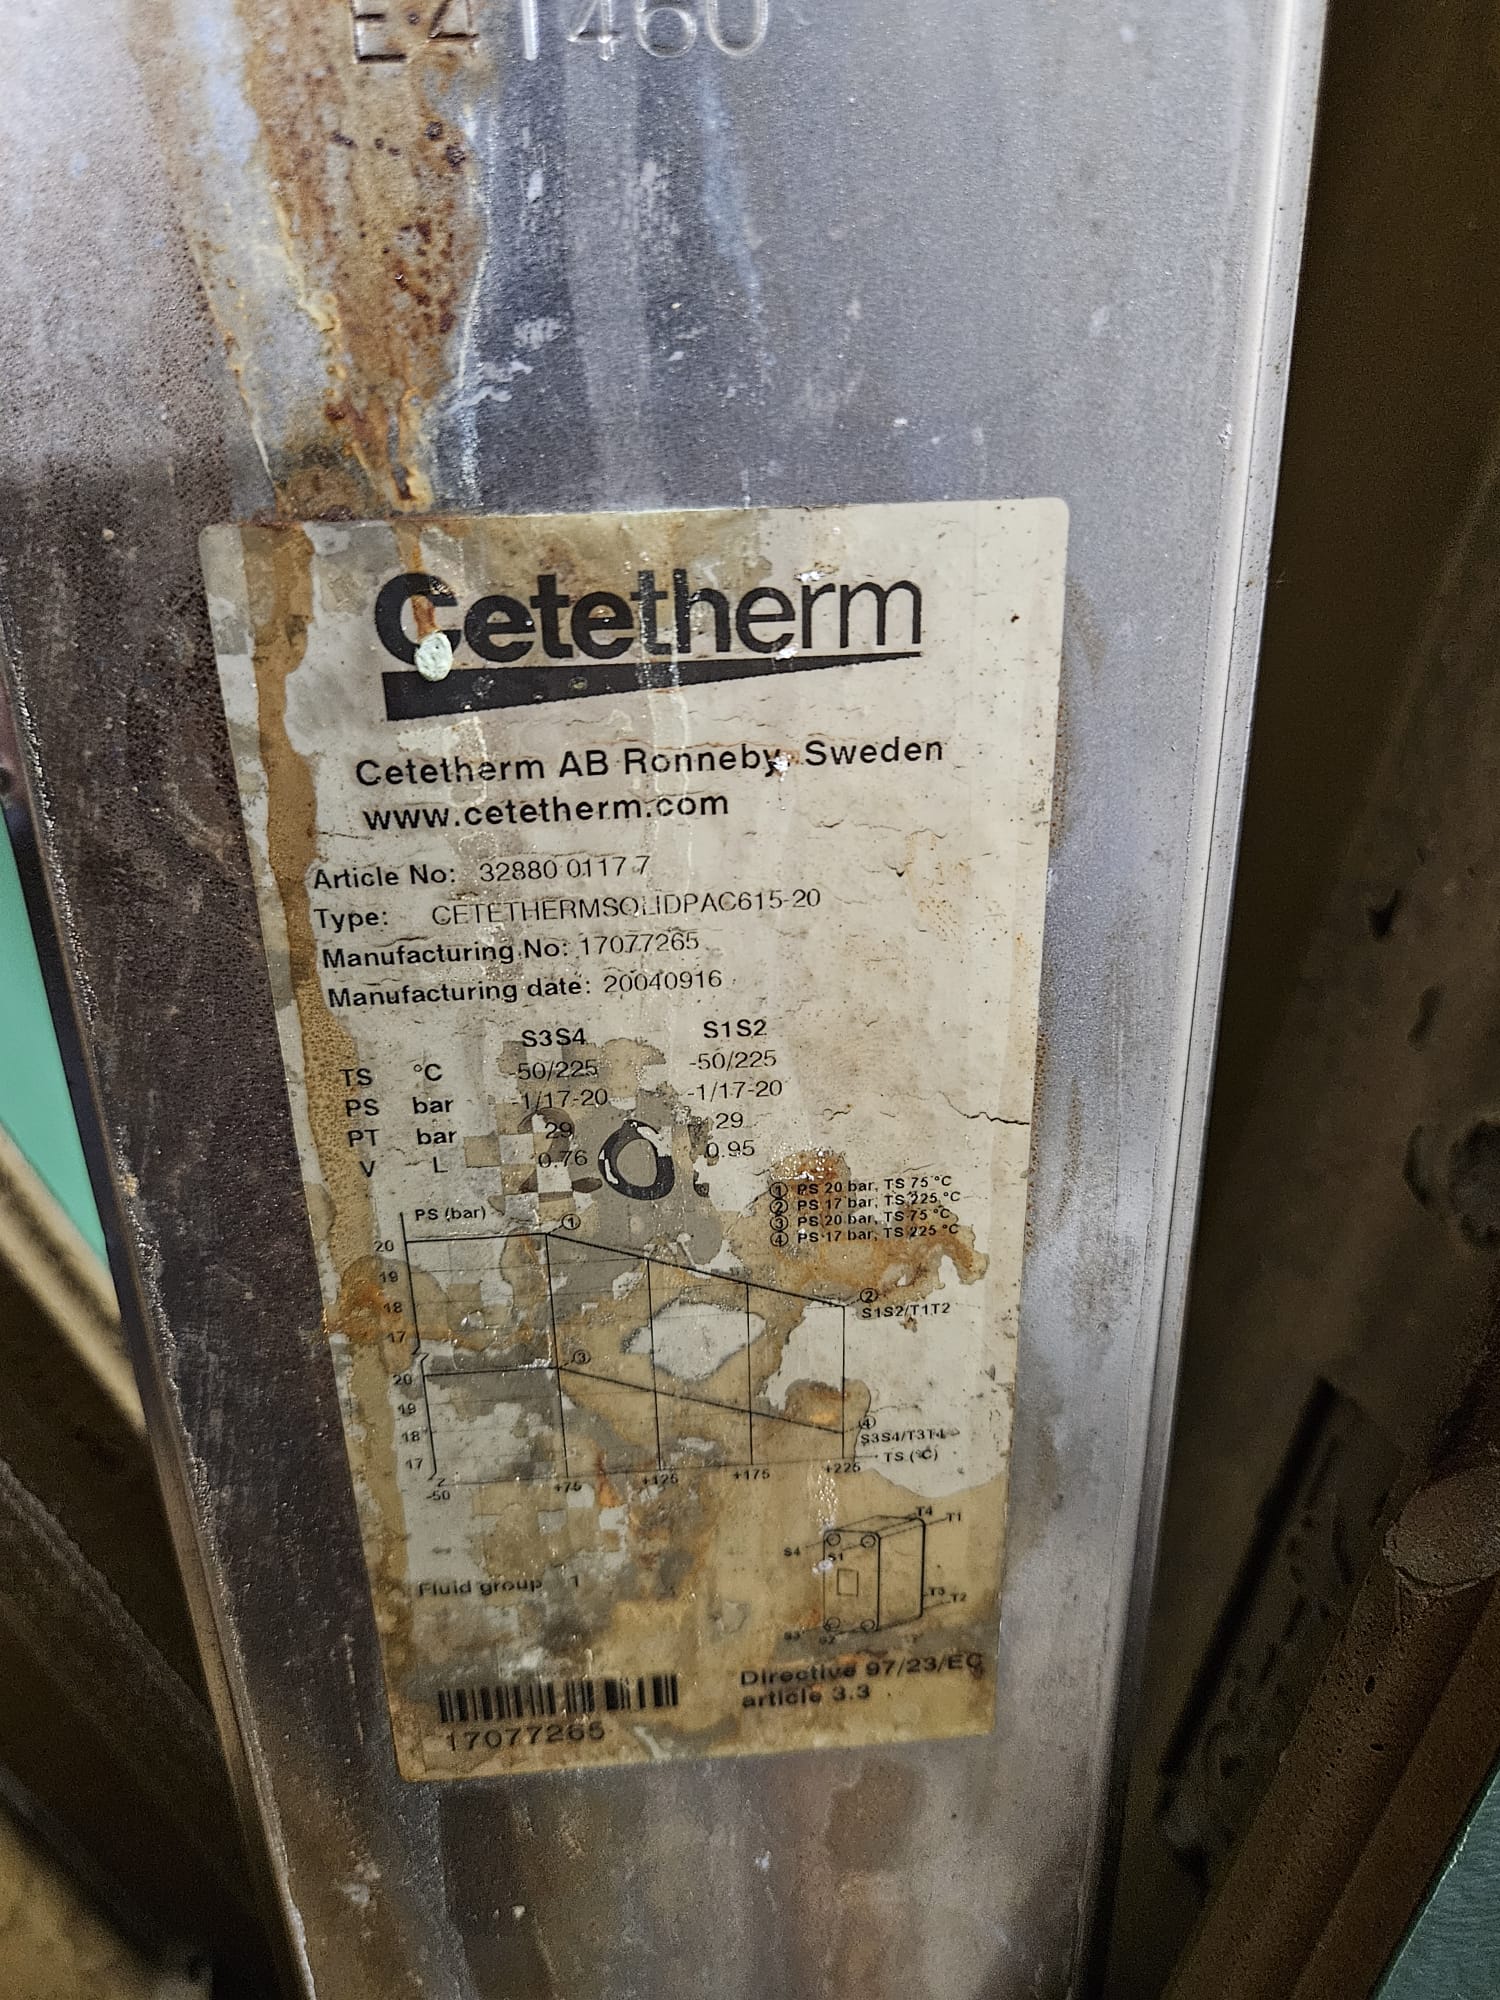 E41460
Cetetherm
Cetetherm AB Ronneby, Sweden
www.cetetherm.com
Article No: 32880 0117 7
Type: CETETHERMSOLIDPAC615-20
Manufacturing No: 17077265
Manufacturing date: 20040916
S3S4 S1S2
TS °C -50/225 -50/225
PS bar -1/17-20 -1/17-20
PT bar 29 29
V L 0.76 0.95
① PS 20 bar, TS 75 °C
② PS 17 bar, TS 225 °C
③ PS 20 bar, TS 75 °C
④ PS 17 bar, TS 225 °C
PS (bar)
①
20
19
18
17
②
S1S2/T1T2
③
20
19
18
17
④
S3S4/T3T4
TS (°C)
-50 +75 +125 +175 +225
T4
T1
S4
S1
T3
T2
S3 S2
Fluid group 1
Directive 97/23/EC
article 3.3
17077265